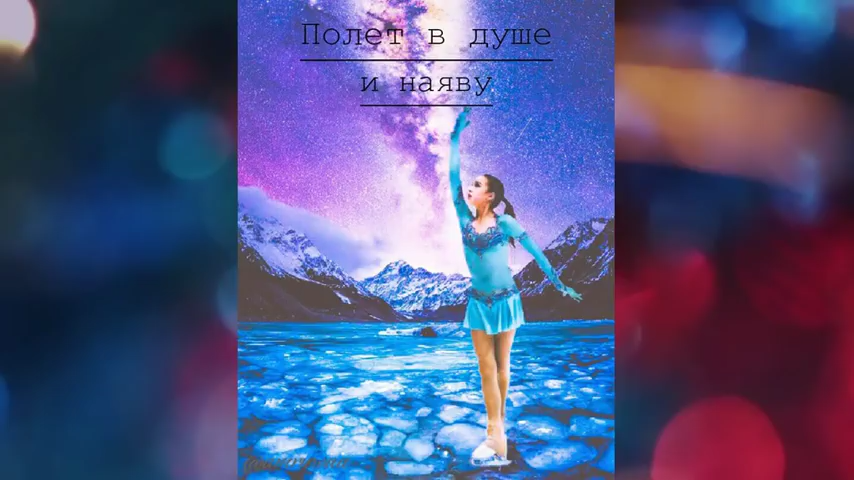 Полет в душе
и наяву